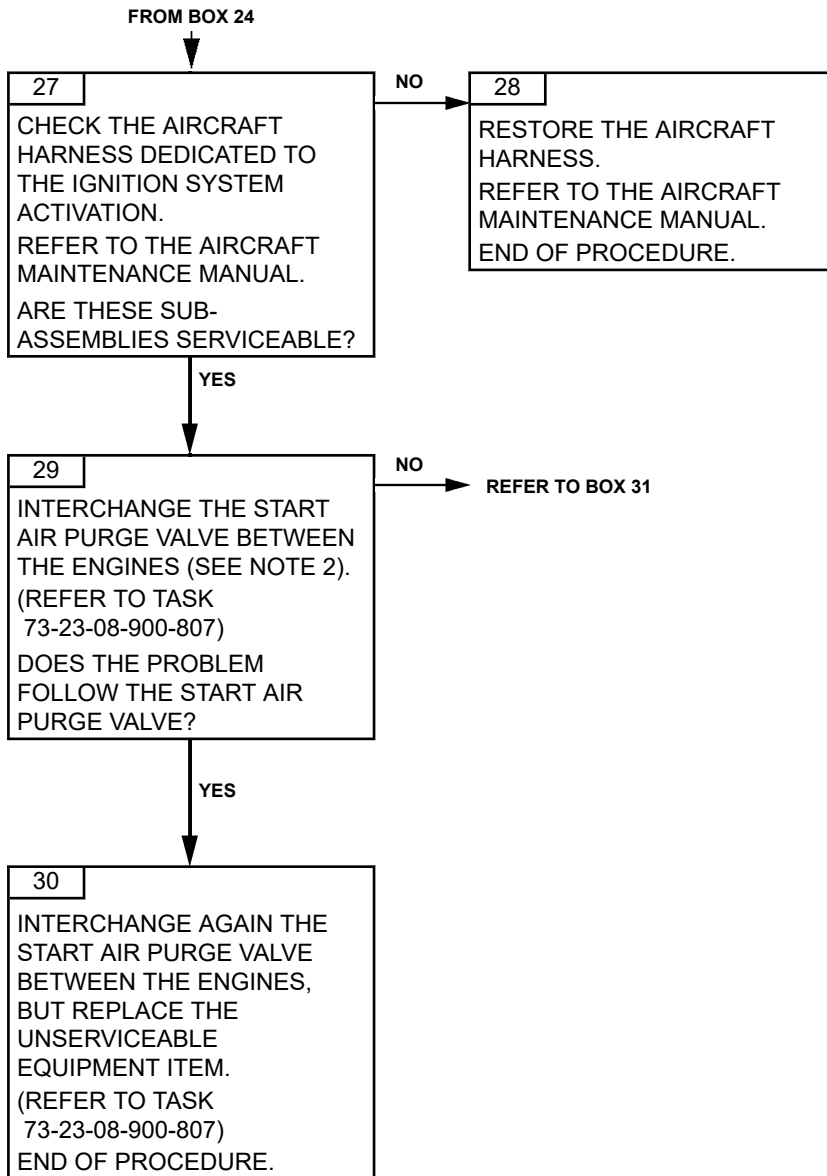 FROM BOX 24
27
CHECK THE AIRCRAFT
HARNESS DEDICATED TO
THE IGNITION SYSTEM
ACTIVATION.
REFER TO THE AIRCRAFT
MAINTENANCE MANUAL.
ARE THESE SUB-
ASSEMBLIES SERVICEABLE?
NO
28
RESTORE THE AIRCRAFT
HARNESS.
REFER TO THE AIRCRAFT
MAINTENANCE MANUAL.
END OF PROCEDURE.
YES
29
INTERCHANGE THE START
AIR PURGE VALVE BETWEEN
THE ENGINES (SEE NOTE 2).
(REFER TO TASK
73-23-08-900-807)
DOES THE PROBLEM
FOLLOW THE START AIR
PURGE VALVE?
NO
REFER TO BOX 31
YES
30
INTERCHANGE AGAIN THE
START AIR PURGE VALVE
BETWEEN THE ENGINES,
BUT REPLACE THE
UNSERVICEABLE
EQUIPMENT ITEM.
(REFER TO TASK
73-23-08-900-807)
END OF PROCEDURE.